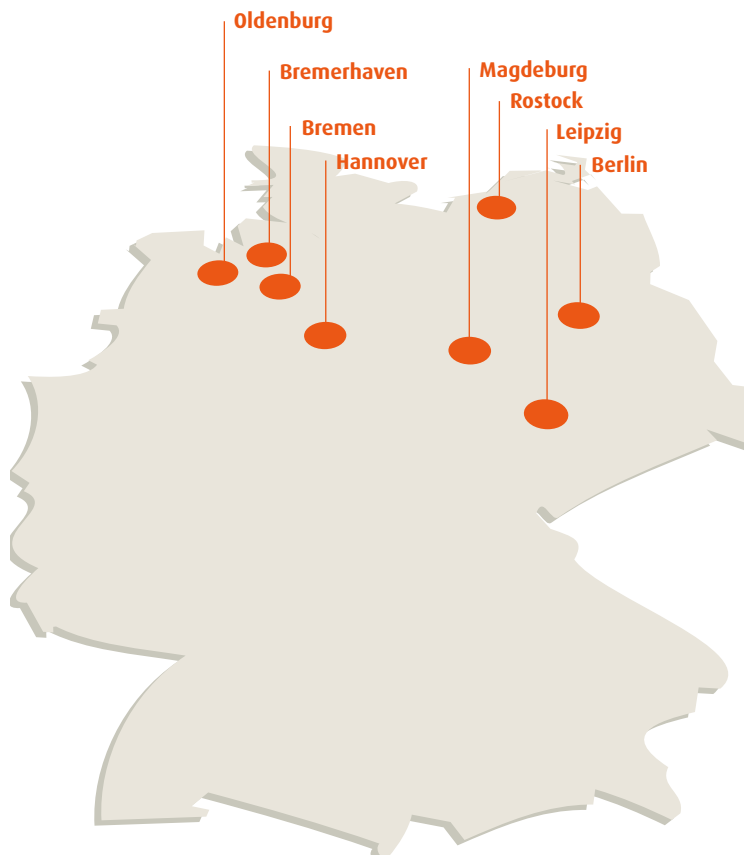 Oldenburg
Bremerhaven
Bremen
Hannover
Magdeburg
Rostock
Leipzig
Berlin